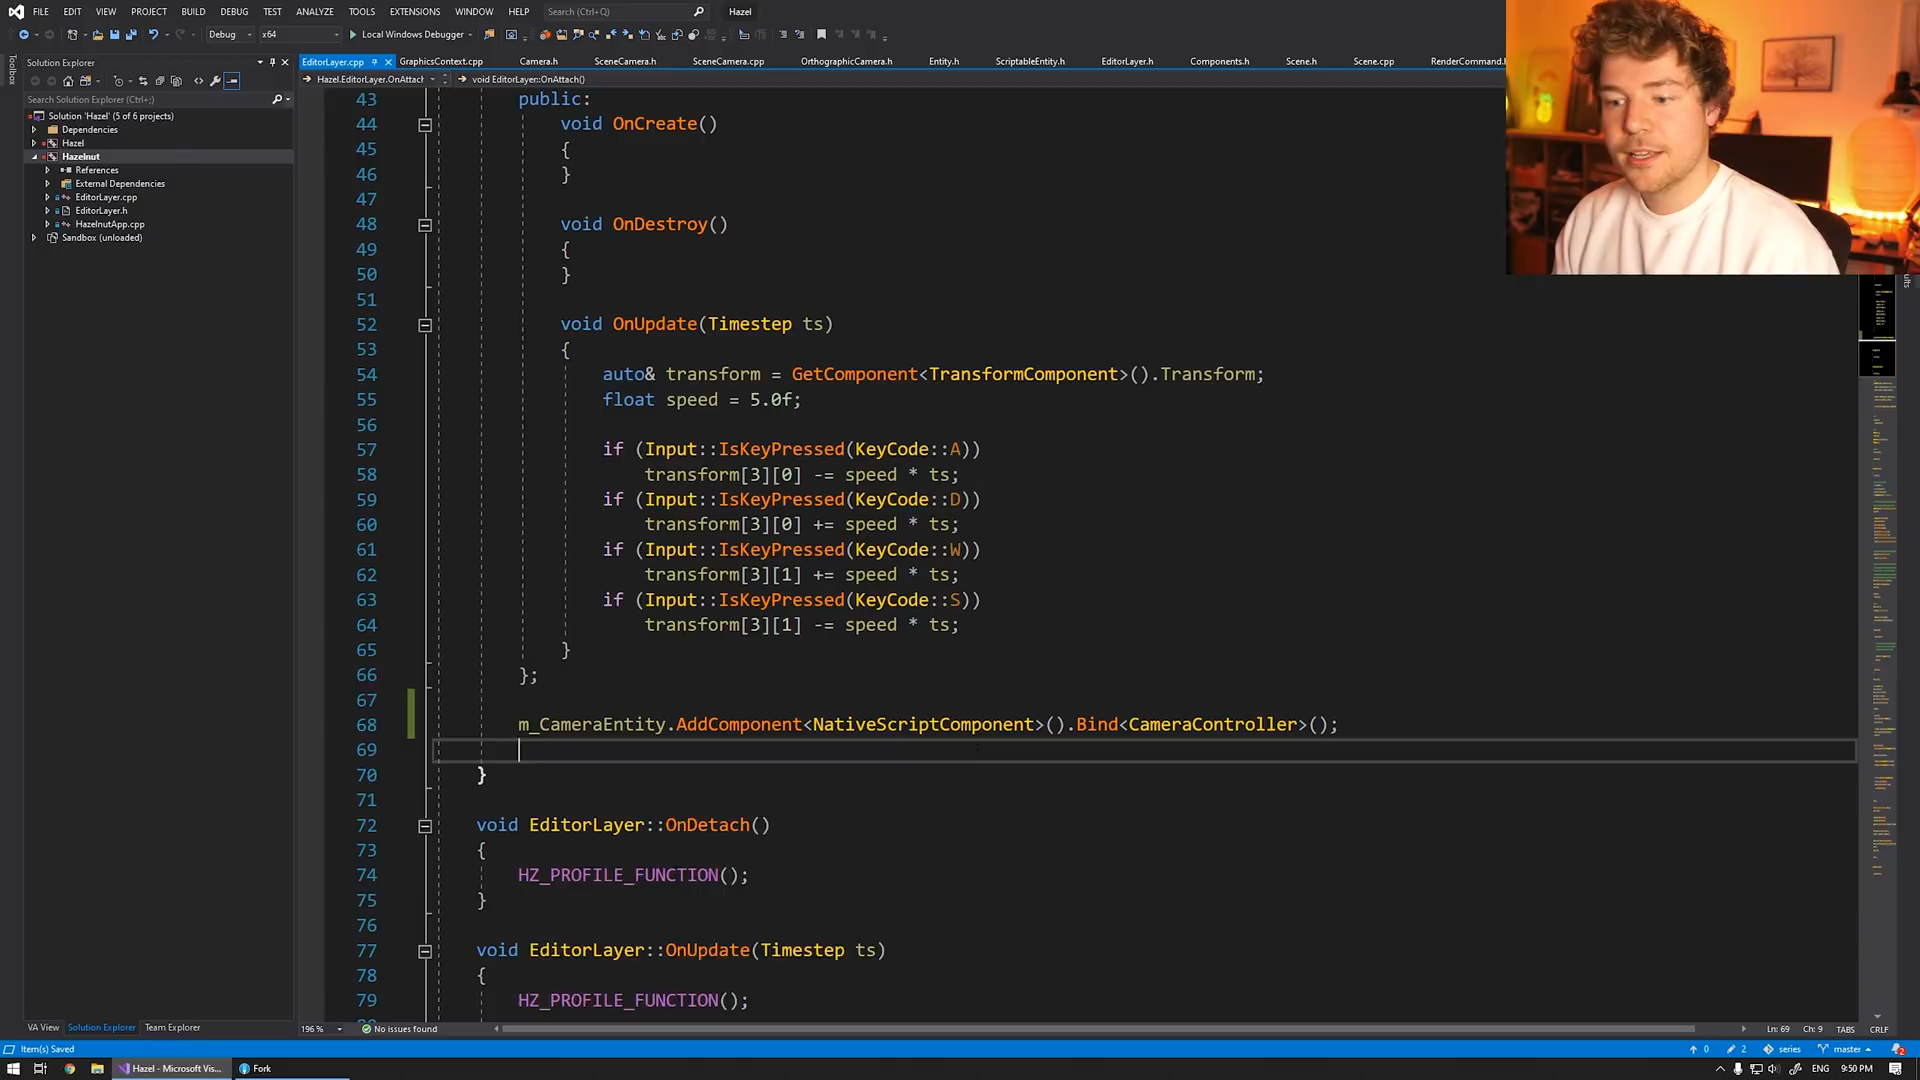 FILE EDIT VIEW PROJECT BUILD DEBUG TEST ANALYZE TOOLS EXTENSIONS WINDOW HELP Search (Ctrl+Q) Hazel
Debug x64 Local Windows Debugger
Toolbox
Solution Explorer
Search Solution Explorer (Ctrl+;)
Solution 'Hazel' (5 of 6 projects)
Dependencies
Hazel
Hazelnut
References
External Dependencies
EditorLayer.cpp
EditorLayer.h
HazelnutApp.cpp
Sandbox (unloaded)
EditorLayer.cpp GraphicsContext.cpp Camera.h SceneCamera.h SceneCamera.cpp OrthographicCamera.h Entity.h ScriptableEntity.h EditorLayer.h Components.h Scene.h Scene.cpp RenderCommand.h
Hazel.EditorLayer.OnAttach void EditorLayer::OnAttach()
43 public:
44 void OnCreate()
45 {
46 }
47
48 void OnDestroy()
49 {
50 }
51
52 void OnUpdate(Timestep ts)
53 {
54 auto& transform = GetComponent<TransformComponent>().Transform;
55 float speed = 5.0f;
56
57 if (Input::IsKeyPressed(KeyCode::A))
58 transform[3][0] -= speed * ts;
59 if (Input::IsKeyPressed(KeyCode::D))
60 transform[3][0] += speed * ts;
61 if (Input::IsKeyPressed(KeyCode::W))
62 transform[3][1] += speed * ts;
63 if (Input::IsKeyPressed(KeyCode::S))
64 transform[3][1] -= speed * ts;
65 }
66 };
67
68 m_CameraEntity.AddComponent<NativeScriptComponent>().Bind<CameraController>();
69
70 }
71
72 void EditorLayer::OnDetach()
73 {
74 HZ_PROFILE_FUNCTION();
75 }
76
77 void EditorLayer::OnUpdate(Timestep ts)
78 {
79 HZ_PROFILE_FUNCTION();
VA View Solution Explorer Team Explorer
196 % No issues found Ln: 69 Ch: 9 TABS CRLF
Item(s) Saved 0 2 series master 2
Hazel - Microsoft Vis... Fork ENG 9:50 PM